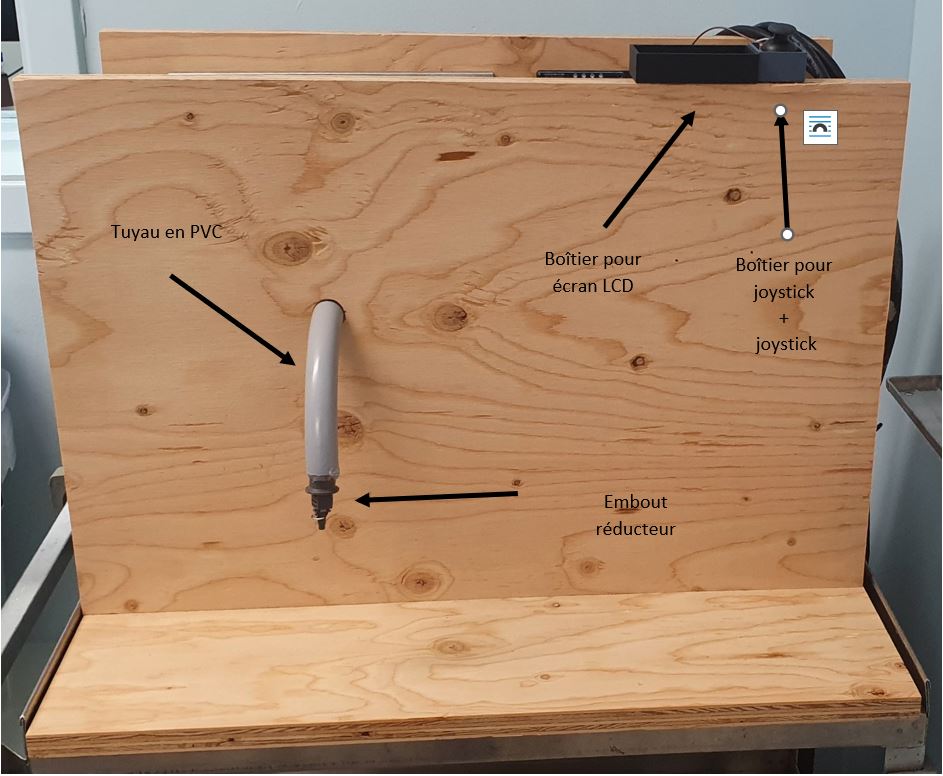 Tuyau en PVC
Boîtier pour
écran LCD
Boîtier pour
joystick
+
joystick
Embout
réducteur